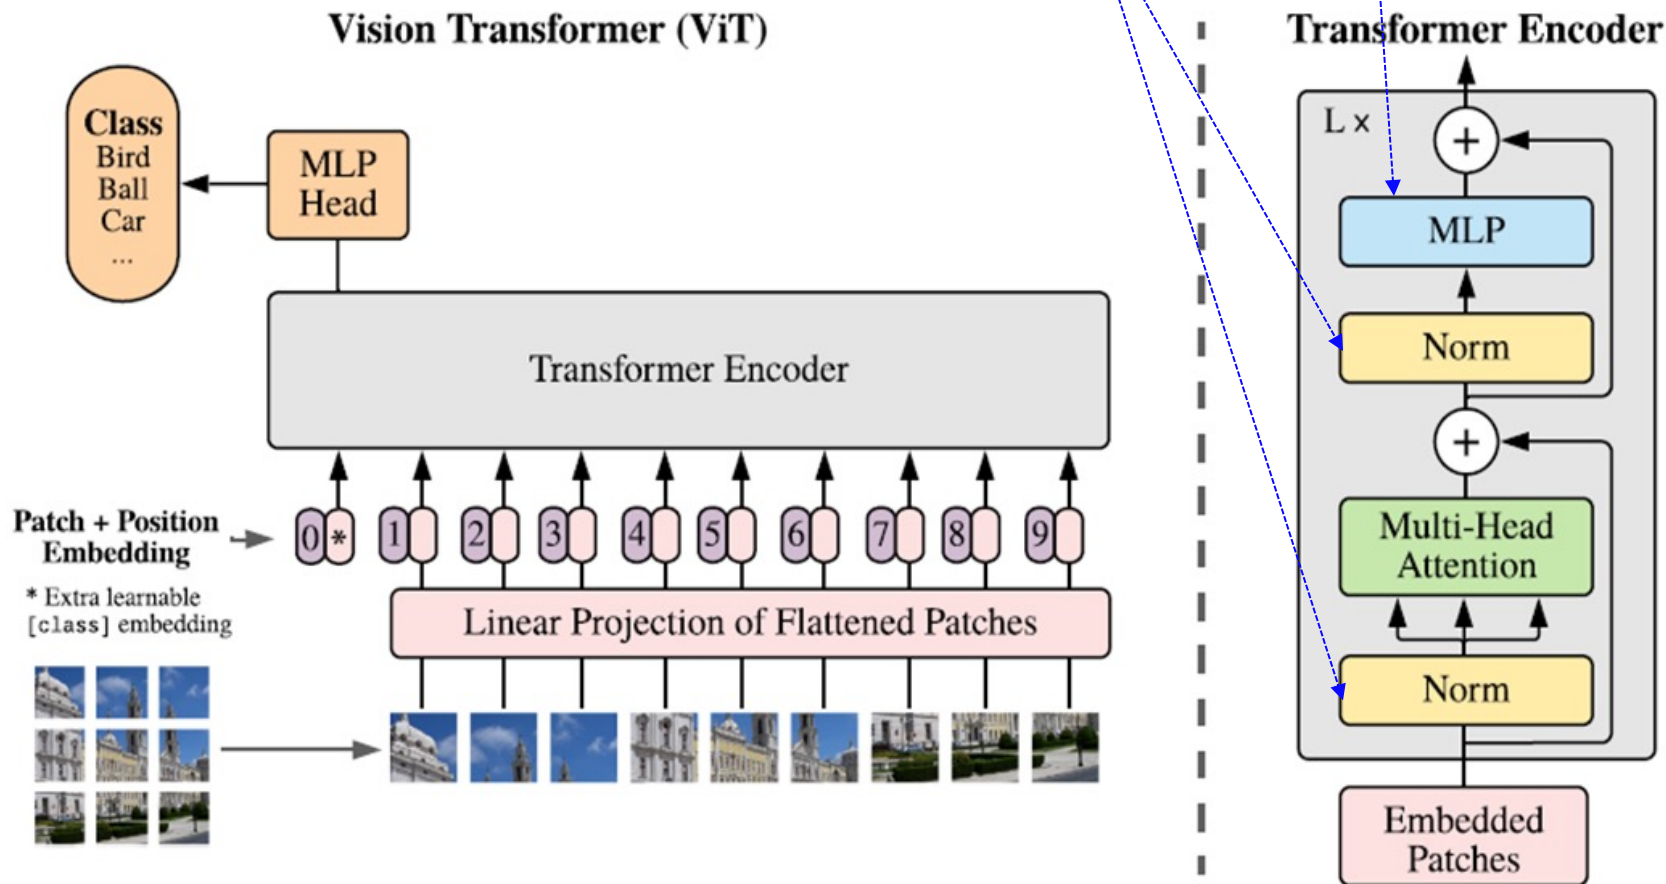 Vision Transformer (ViT)
Class
Bird
Ball
Car
...
MLP
Head
Transformer Encoder
Patch + Position
Embedding
* Extra learnable
[class] embedding
0 * 1 2 3 4 5 6 7 8 9
Linear Projection of Flattened Patches
Transformer Encoder
L x
+
MLP
Norm
+
Multi-Head
Attention
Norm
Embedded
Patches